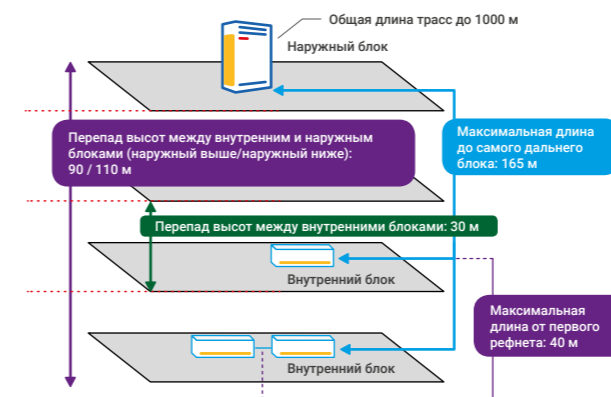 Общая длина трасс до 1000 м
Наружный блок
Перепад высот между внутренним и наружным
блоками (наружный выше/наружный ниже):
90 / 110 м
Максимальная длина
до самого дальнего
блока: 165 м
Перепад высот между внутренними блоками: 30 м
Внутренний блок
Максимальная
длина от первого
рефнета: 40 м
Внутренний блок